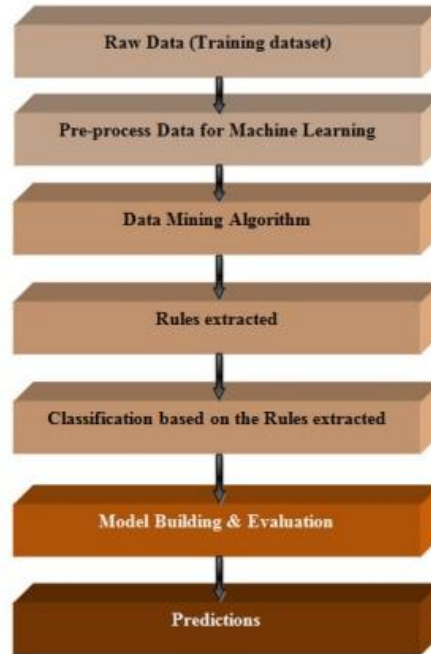 Raw Data (Training dataset)
Pre-process Data for Machine Learning
Data Mining Algorithm
Rules extracted
Classification based on the Rules extracted
Model Building & Evaluation
Predictions